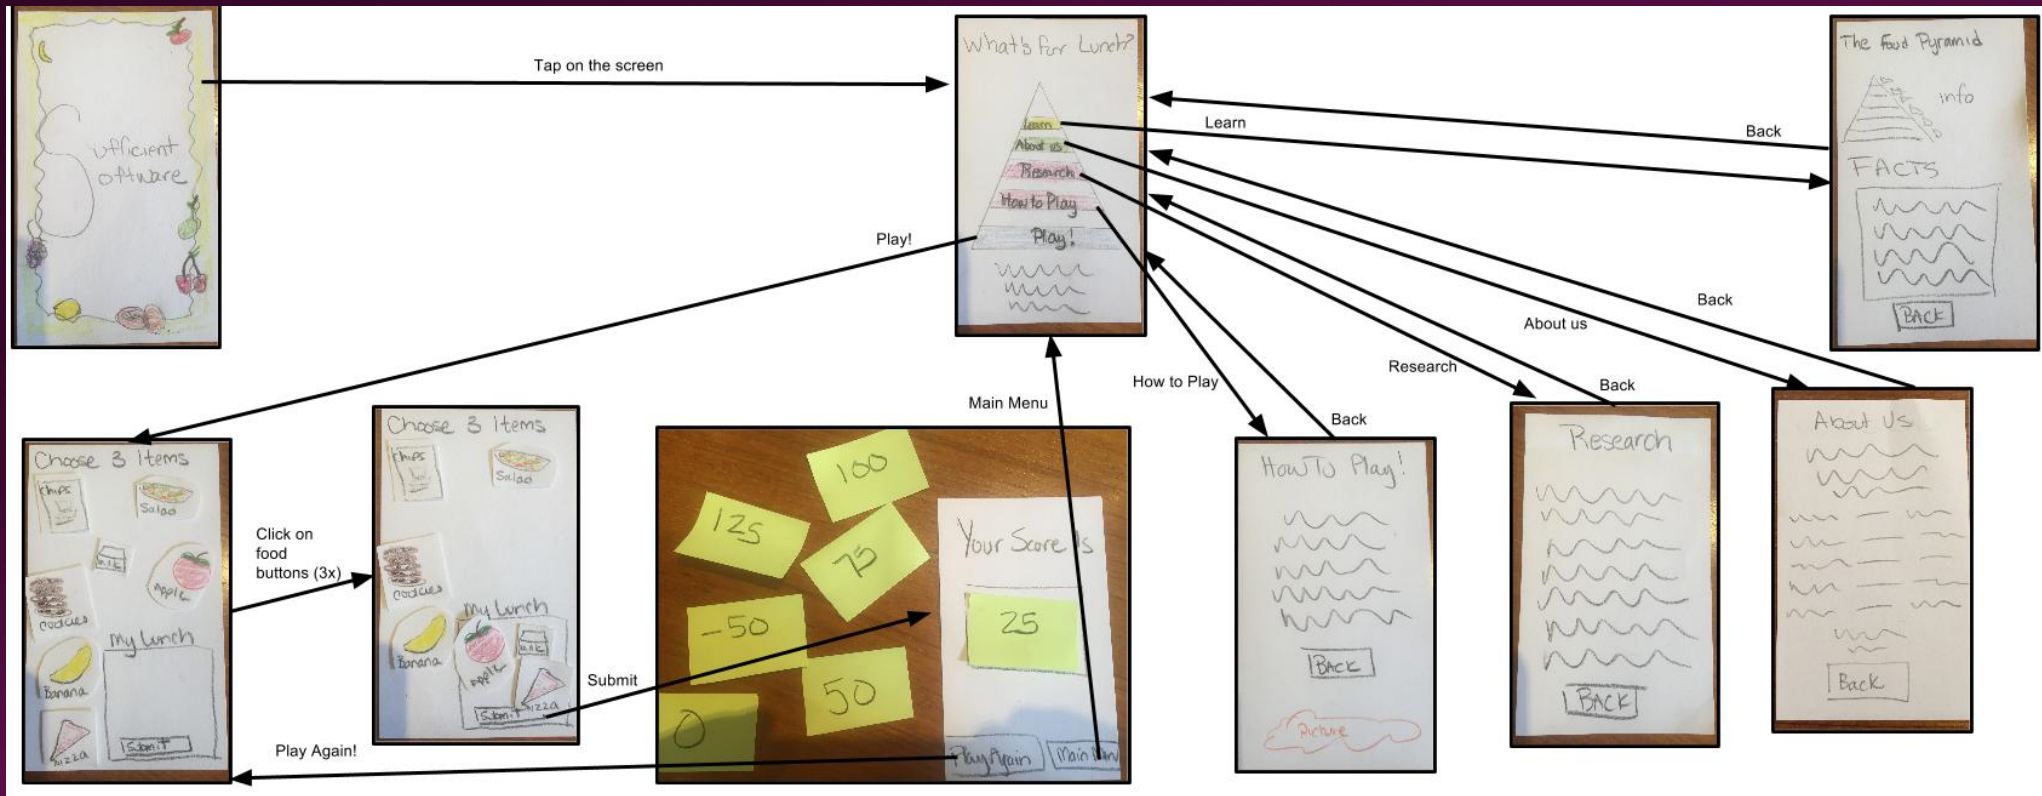 Sufficient
Software
Tap on the screen
What's for Lunch?
Learn
About us
Research
How to Play
Play!
The Food Pyramid
info
FACTS
BACK
Learn
Back
Play!
About us
Back
Research
Back
How to Play
Back
Main Menu
Choose 3 Items
chips
Salad
milk
Apple
cookies
My Lunch
Banana
Pizza
Submit
Click on
food
buttons (3x)
Choose 3 Items
chips
Salad
cookies
My Lunch
Banana
Apple
milk
Pizza
Submit
Submit
Play Again!
100
125
75
-50
50
0
Your Score Is
25
Play Again
Main Men
How To Play!
BACK
Picture
Research
BACK
About Us
Back